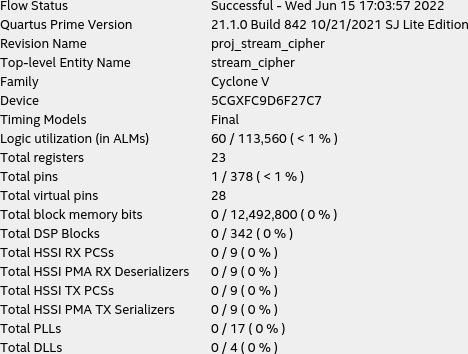 Flow Status Successful - Wed Jun 15 17:03:57 2022
Quartus Prime Version 21.1.0 Build 842 10/21/2021 SJ Lite Edition
Revision Name proj_stream_cipher
Top-level Entity Name stream_cipher
Family Cyclone V
Device 5CGXFC9D6F27C7
Timing Models Final
Logic utilization (in ALMs) 60 / 113,560 ( < 1 % )
Total registers 23
Total pins 1 / 378 ( < 1 % )
Total virtual pins 28
Total block memory bits 0 / 12,492,800 ( 0 % )
Total DSP Blocks 0 / 342 ( 0 % )
Total HSSI RX PCSs 0 / 9 ( 0 % )
Total HSSI PMA RX Deserializers 0 / 9 ( 0 % )
Total HSSI TX PCSs 0 / 9 ( 0 % )
Total HSSI PMA TX Serializers 0 / 9 ( 0 % )
Total PLLs 0 / 17 ( 0 % )
Total DLLs 0 / 4 ( 0 % )